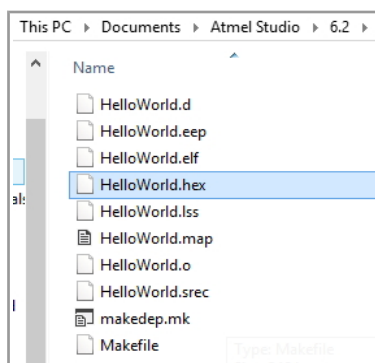 This PC ▸ Documents ▸ Atmel Studio ▸ 6.2 ▸
Name
HelloWorld.d
HelloWorld.eep
HelloWorld.elf
HelloWorld.hex
HelloWorld.lss
HelloWorld.map
HelloWorld.o
HelloWorld.srec
makedep.mk
Makefile
Type: Makefile